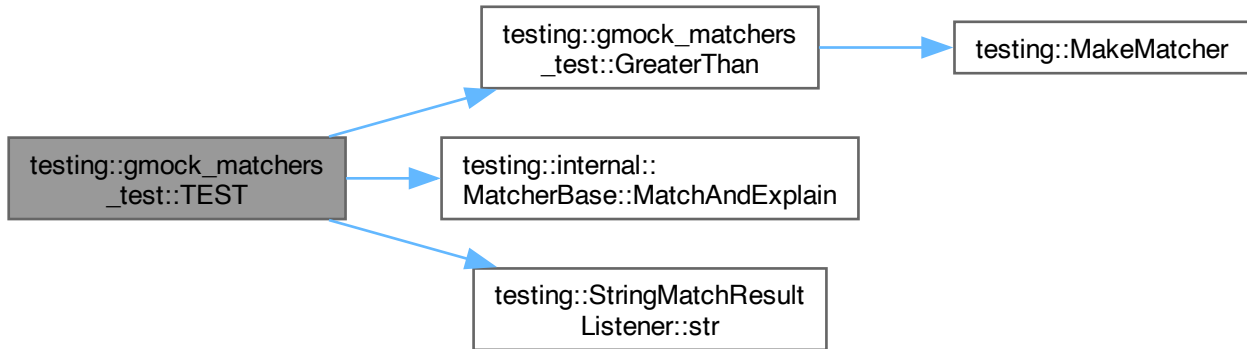 testing::gmock_matchers
_test::GreaterThan
testing::MakeMatcher
testing::gmock_matchers
_test::TEST
testing::internal::
MatcherBase::MatchAndExplain
testing::StringMatchResult
Listener::str